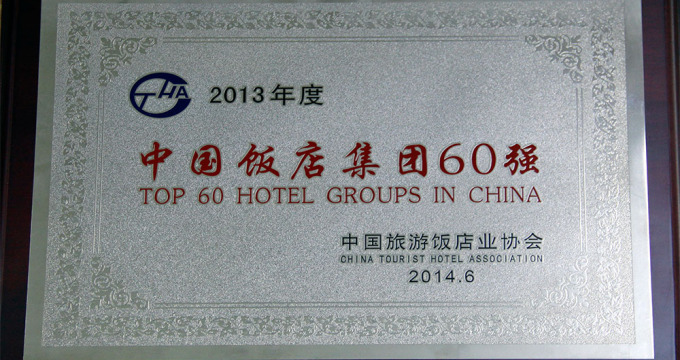 CTHA 2013年度
中国饭店集团60强
TOP 60 HOTEL GROUPS IN CHINA
中国旅游饭店业协会
CHINA TOURIST HOTEL ASSOCIATION
2014.6